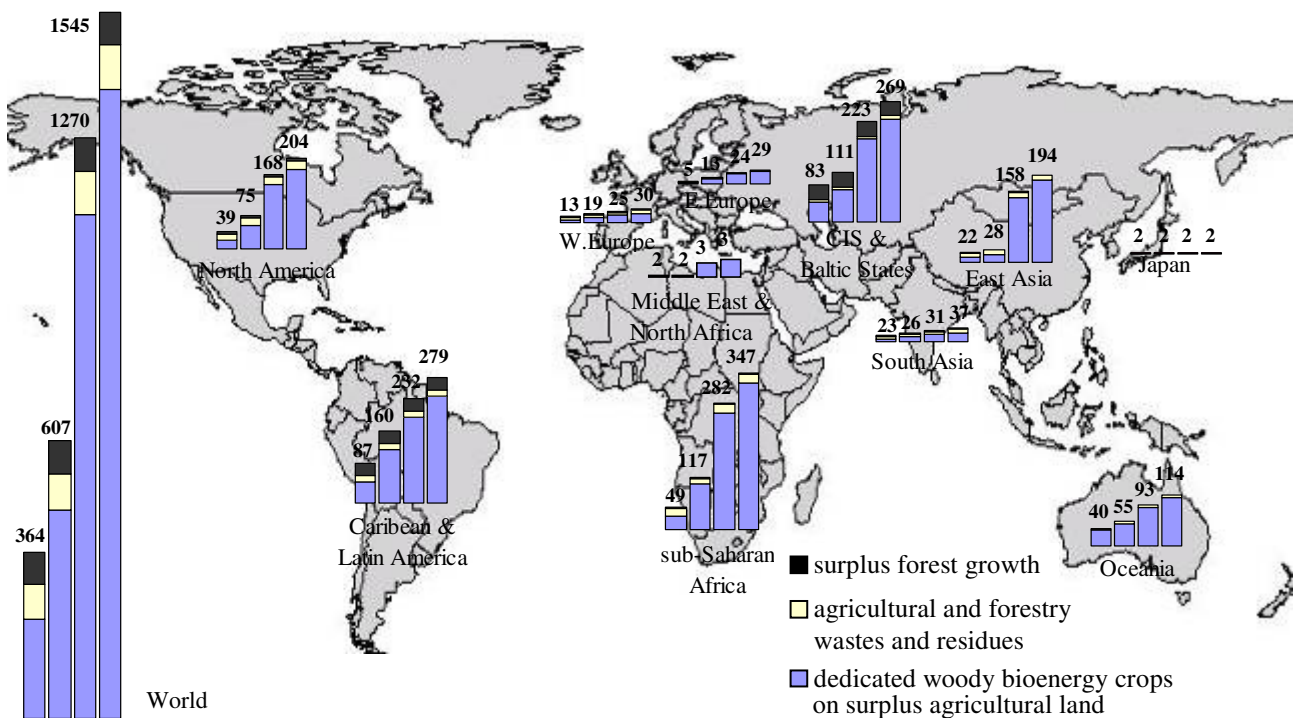 1545
1270
607
364
World
39
75
168
204
North America
87
160
232
279
Caribean &
Latin America
13 19 25 30
W.Europe
5 13 24 29
E.Europe
2 2 3 3
Middle East &
North Africa
49
117
282
347
sub-Saharan
Africa
83
111
223
269
CIS &
Baltic States
22 28
158
194
East Asia
2 2 2 2
Japan
23 26 31 37
South Asia
40 55
93
114
Oceania
surplus forest growth
agricultural and forestry
wastes and residues
dedicated woody bioenergy crops
on surplus agricultural land